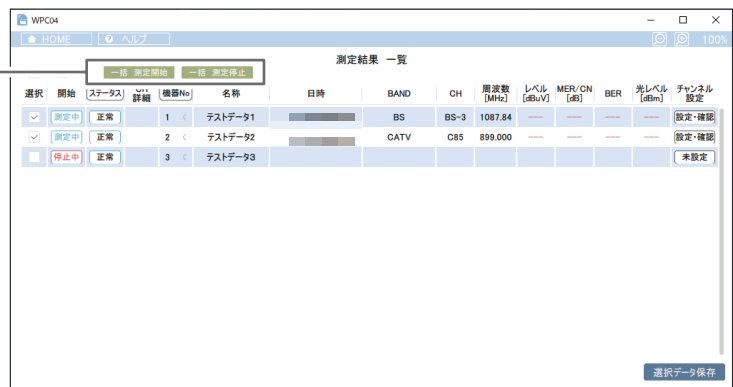 WPC04
HOME ヘルプ 100%
測定結果 一覧
一括 測定開始 一括 測定停止
選択 開始 ステータス CH詳細 機器No 名称 日時 BAND CH 周波数[MHz] レベル[dBuV] MER/CN[dB] BER 光レベル[dBm] チャンネル設定
測定中 正常 1 < テストデータ1 BS BS-3 1087.84 --- --- --- --- 設定・確認
測定中 正常 2 < テストデータ2 CATV C85 899.000 --- --- --- --- 設定・確認
停止中 正常 3 < テストデータ3 未設定
選択データ保存